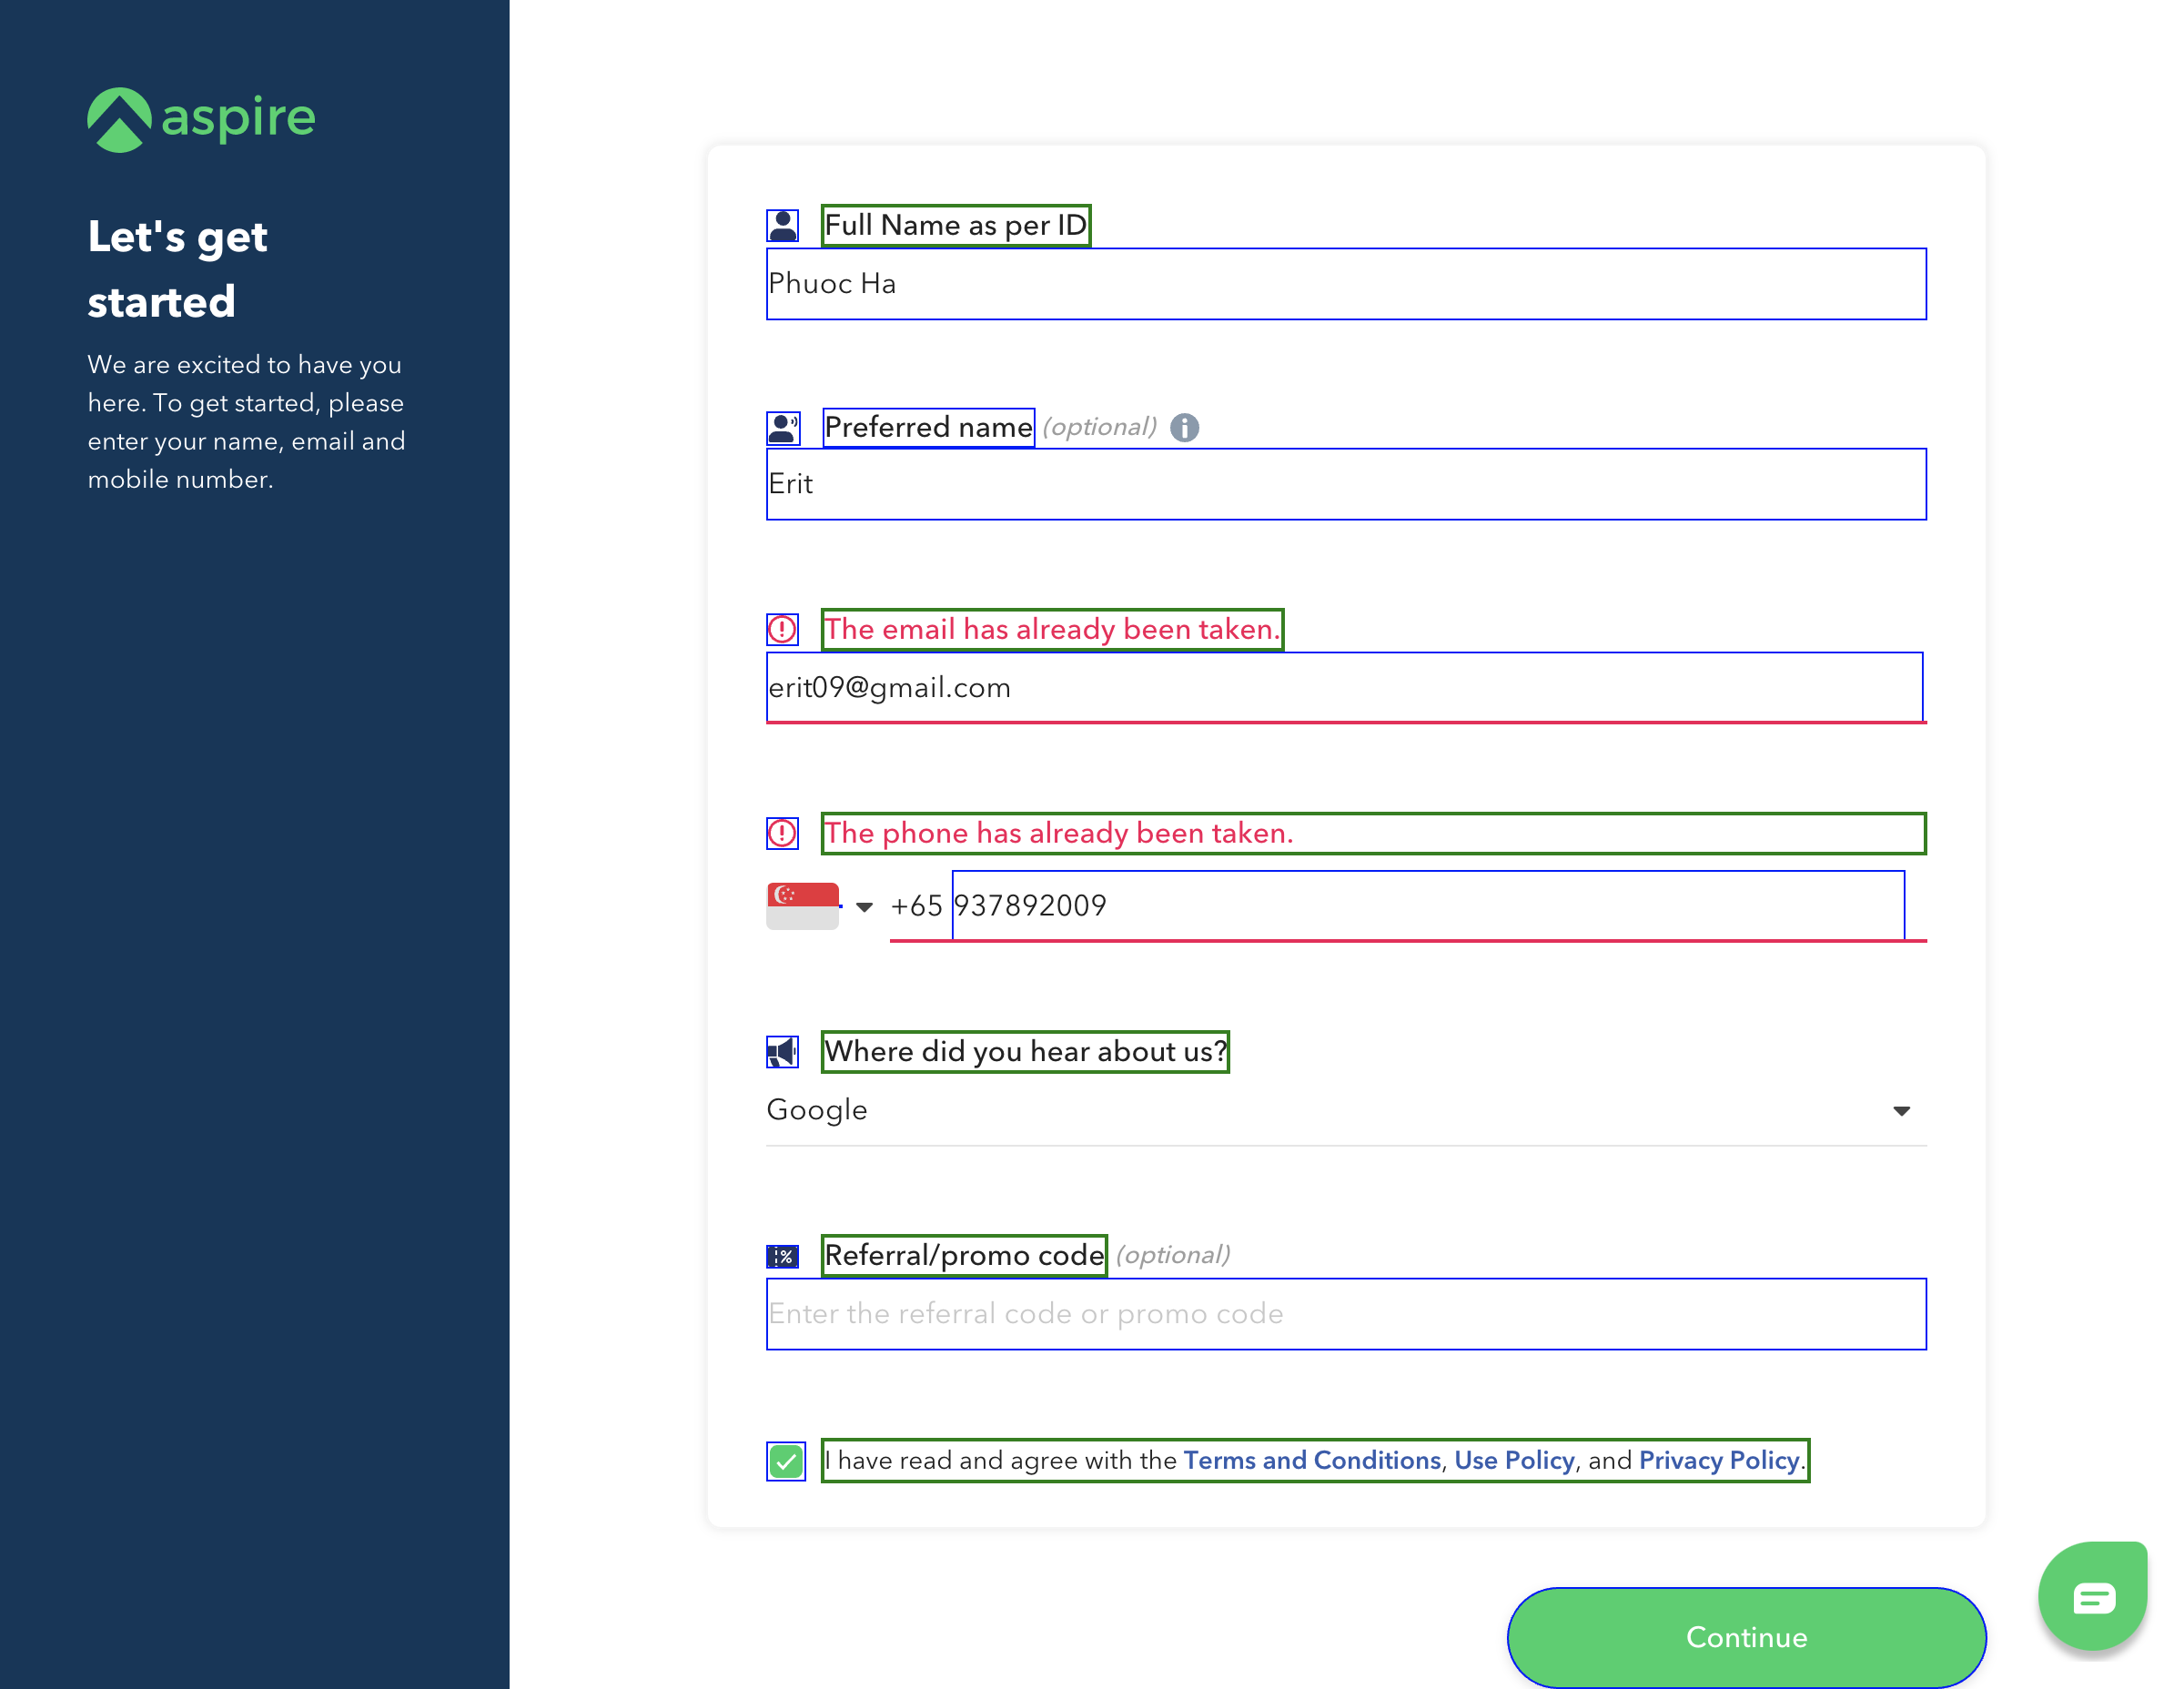 aspire
Let's get
started
We are excited to have you
here. To get started, please
enter your name, email and
mobile number.
Full Name as per ID
Phuoc Ha
Preferred name (optional)
Erit
The email has already been taken.
erit09@gmail.com
The phone has already been taken.
+65 937892009
Where did you hear about us?
Google
Referral/promo code (optional)
Enter the referral code or promo code
I have read and agree with the Terms and Conditions, Use Policy, and Privacy Policy.
Continue